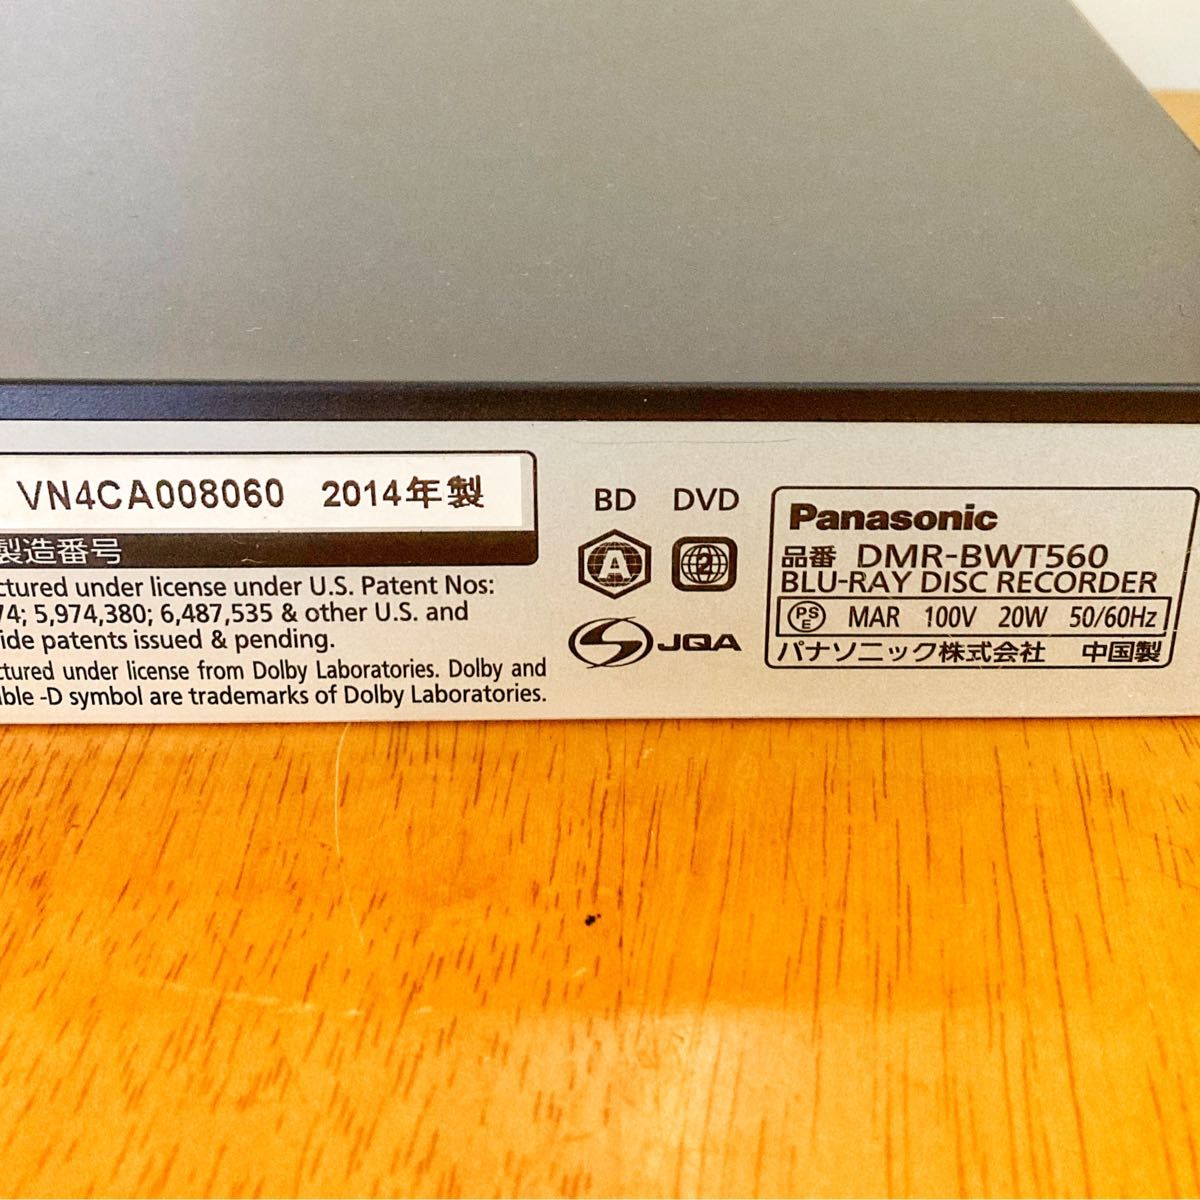 VN4CA008060 2014年製
製造番号
ctured under license under U.S. Patent Nos:
74; 5,974,380; 6,487,535 & other U.S. and
ide patents issued & pending.
ctured under license from Dolby Laboratories. Dolby and
ble -D symbol are trademarks of Dolby Laboratories.
BD DVD
A 2
JQA
Panasonic
品番 DMR-BWT560
BLU-RAY DISC RECORDER
PSE MAR 100V 20W 50/60Hz
パナソニック株式会社 中国製